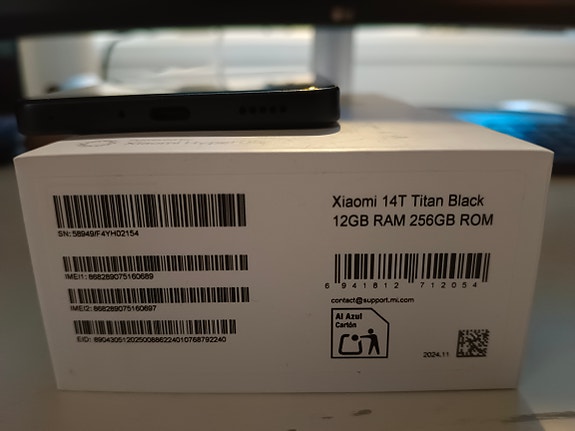 Xiaomi 14T Titan Black
12GB RAM 256GB ROM
SN: 58949/F4YH02154
IMEI1: 868289075160689
IMEI2: 868289075160697
EID: 89043051202500886224010768792240
6 941812 712054
contact@support.mi.com
Al Azul
Cartón
2024.11
LG